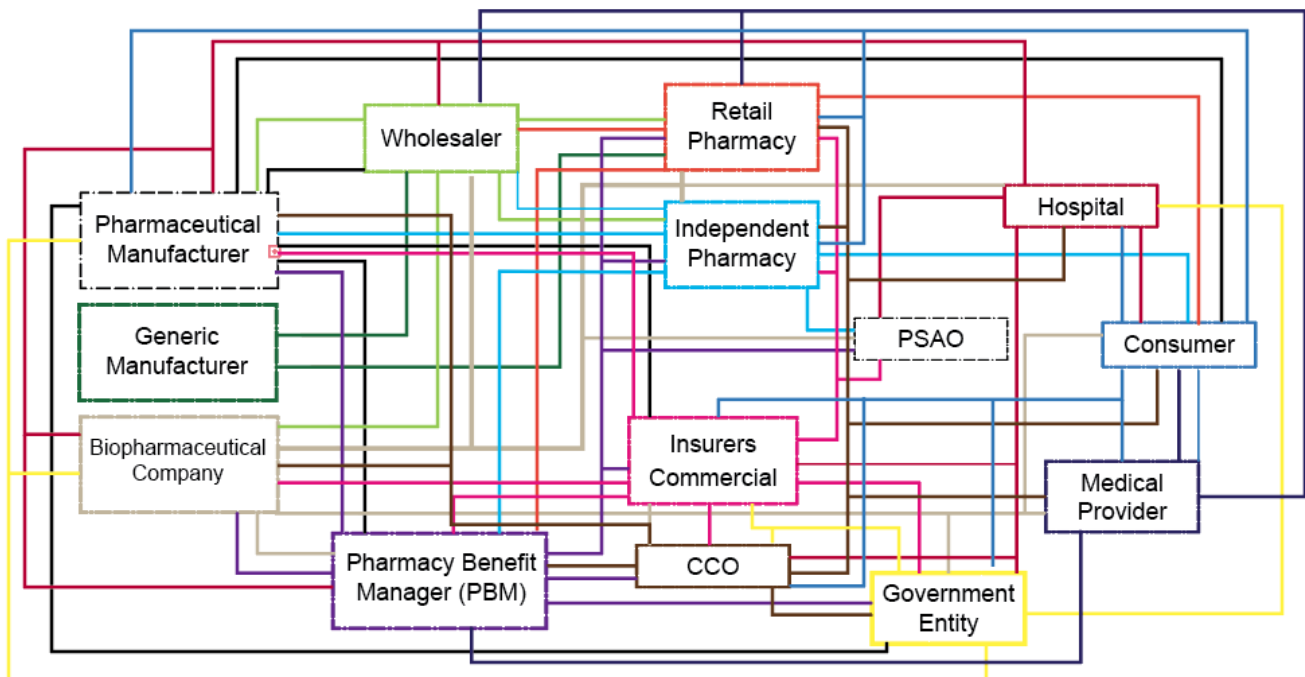 Wholesaler
Retail
Pharmacy
Pharmaceutical
Manufacturer
Independent
Pharmacy
Hospital
Generic
Manufacturer
PSAO
Consumer
Biopharmaceutical
Company
Insurers
Commercial
Medical
Provider
Pharmacy Benefit
Manager (PBM)
CCO
Government
Entity